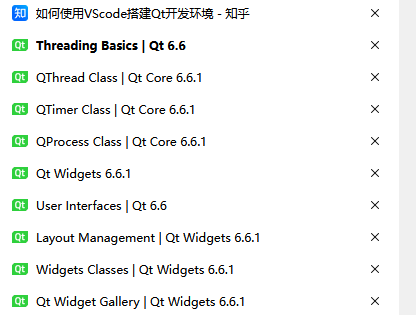 知 如何使用VScode搭建Qt开发环境 - 知乎
Qt Threading Basics | Qt 6.6
Qt QThread Class | Qt Core 6.6.1
Qt QTimer Class | Qt Core 6.6.1
Qt QProcess Class | Qt Core 6.6.1
Qt Qt Widgets 6.6.1
Qt User Interfaces | Qt 6.6
Qt Layout Management | Qt Widgets 6.6.1
Qt Widgets Classes | Qt Widgets 6.6.1
Qt Qt Widget Gallery | Qt Widgets 6.6.1